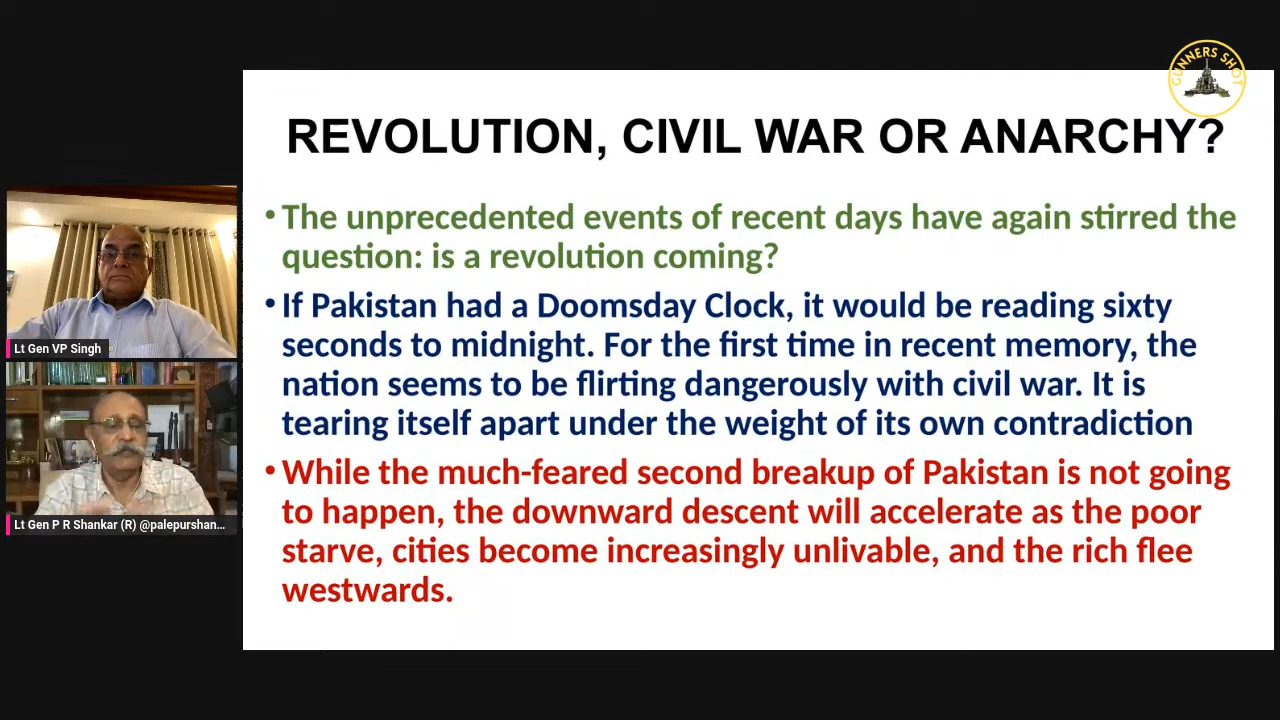 GUNNERS SHOT
REVOLUTION, CIVIL WAR OR ANARCHY?
• The unprecedented events of recent days have again stirred the
question: is a revolution coming?
• If Pakistan had a Doomsday Clock, it would be reading sixty
seconds to midnight. For the first time in recent memory, the
nation seems to be flirting dangerously with civil war. It is
tearing itself apart under the weight of its own contradiction
• While the much-feared second breakup of Pakistan is not going
to happen, the downward descent will accelerate as the poor
starve, cities become increasingly unlivable, and the rich flee
westwards.
Lt Gen VP Singh
Lt Gen P R Shankar (R) @palepurshan...